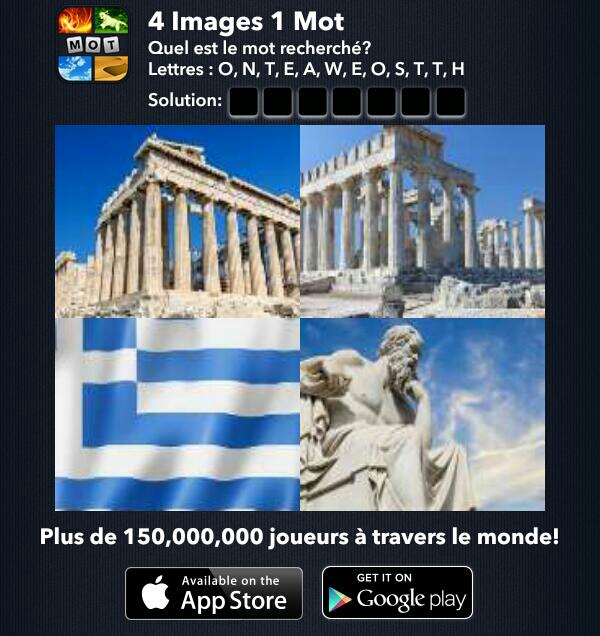 MOT
4 Images 1 Mot
Quel est le mot recherché?
Lettres : O, N, T, E, A, W, E, O, S, T, T, H
Solution:
Plus de 150,000,000 joueurs à travers le monde!
Available on the
App Store
GET IT ON
Google play